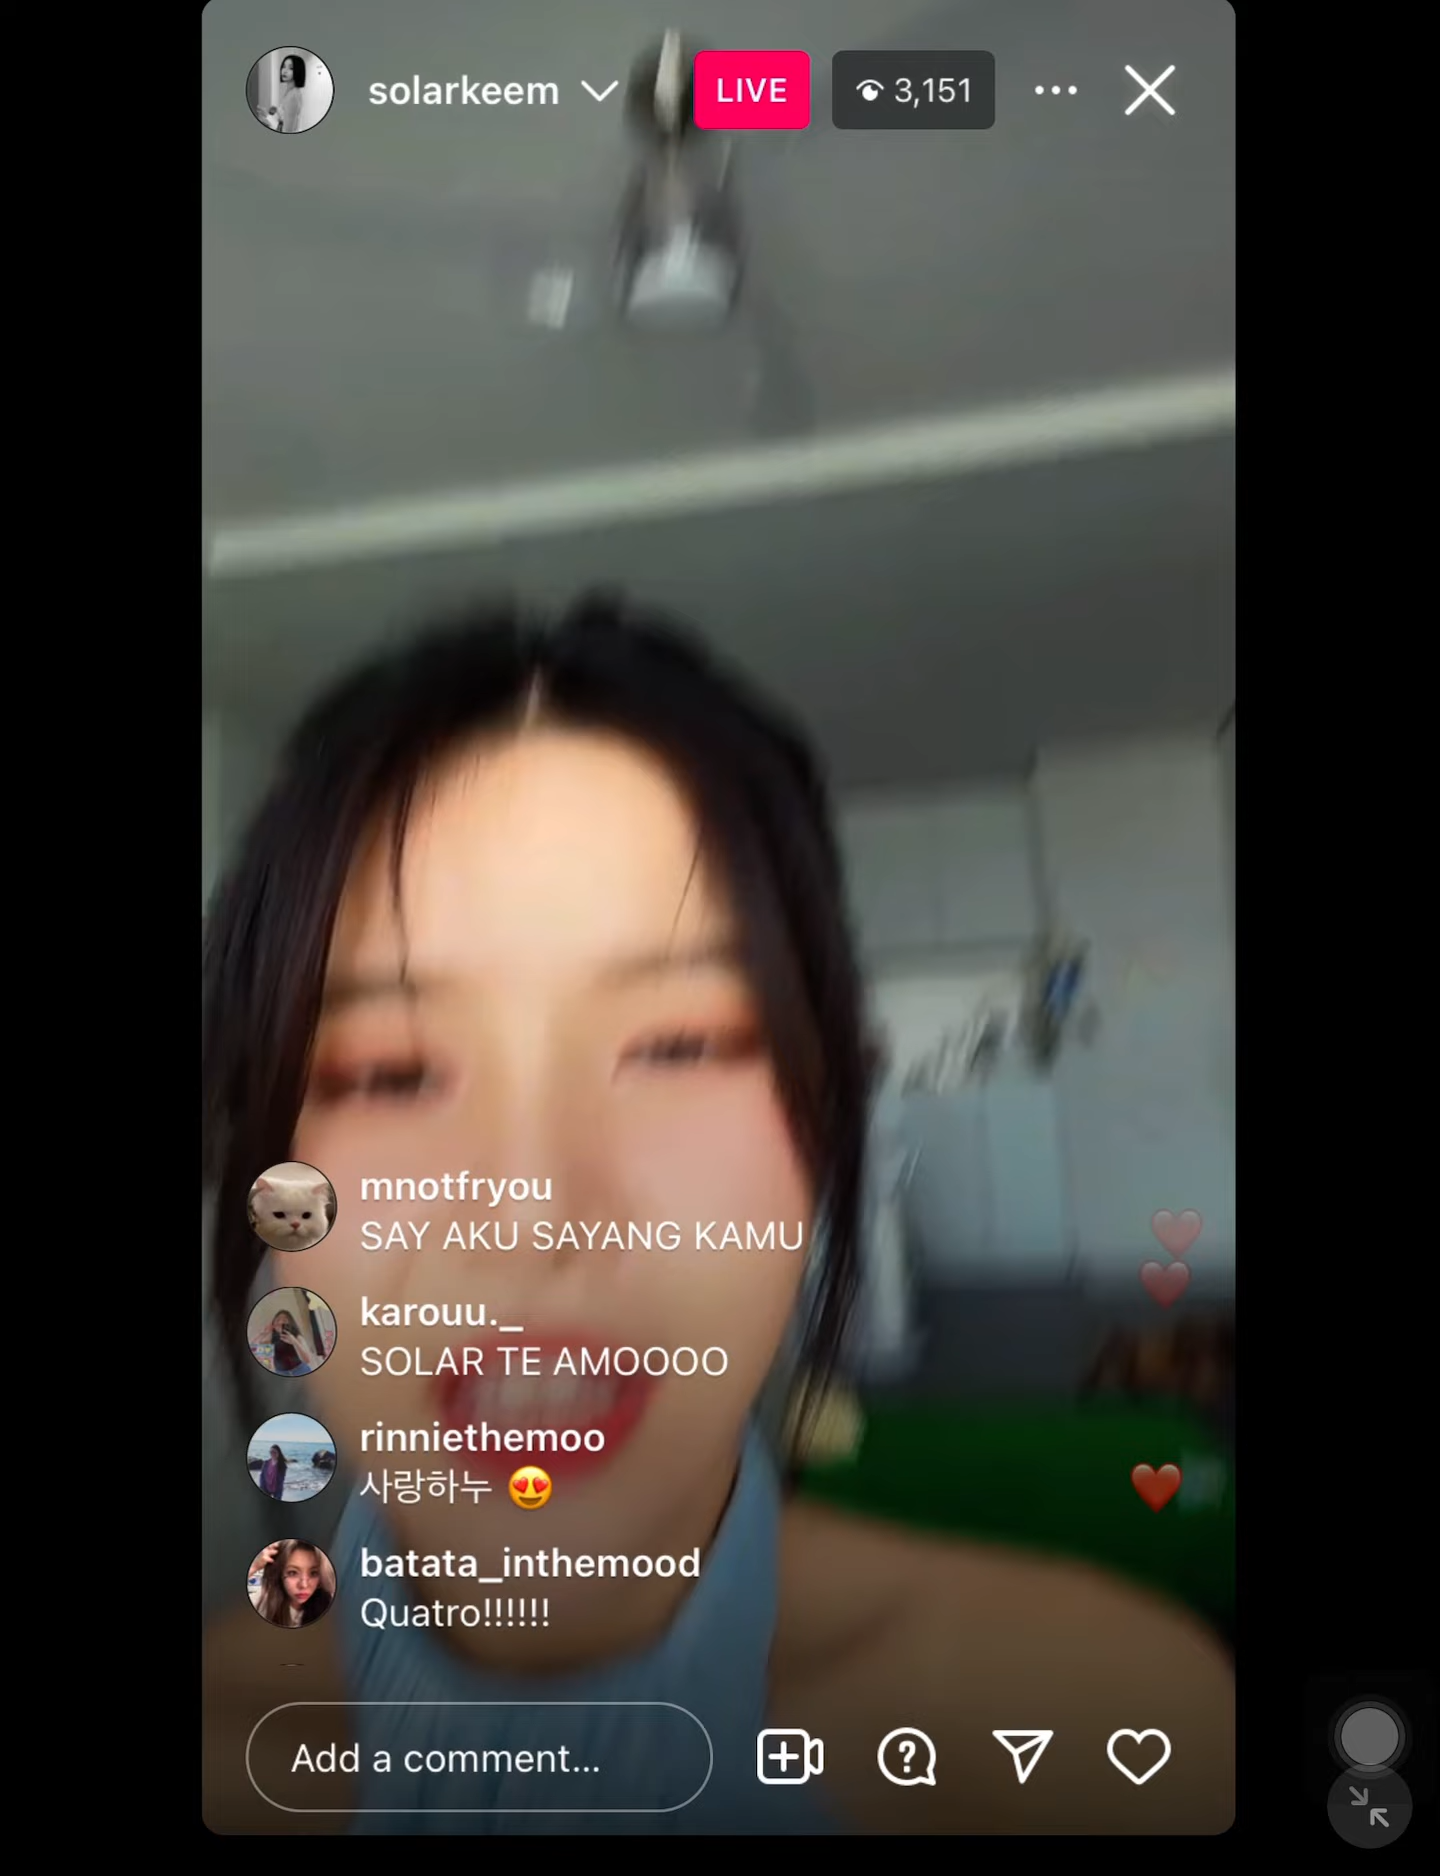 solarkeem
LIVE
3,151
mnotfryou
SAY AKU SAYANG KAMU
karouu._
SOLAR TE AMOOOO
rinniethemoo
사랑하누 😍
batata_inthemood
Quatro!!!!!!
Add a comment...